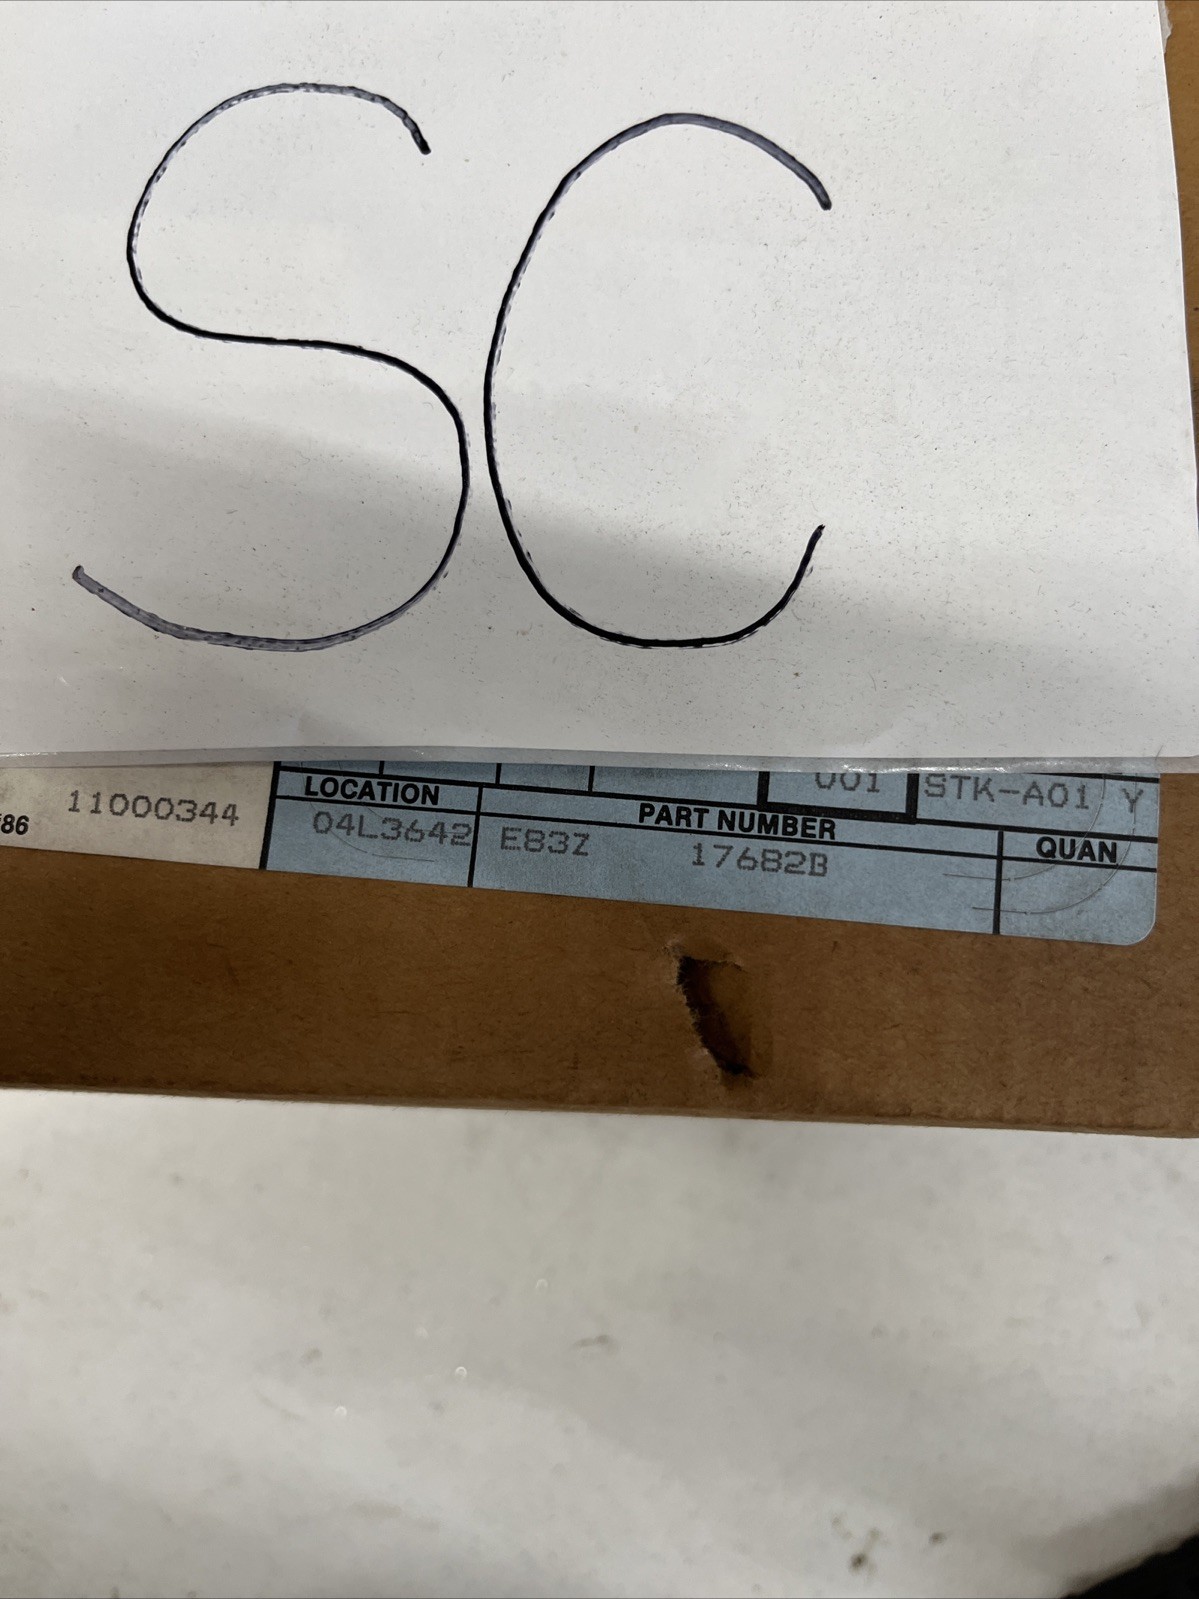 SC
001 STK-A01 Y
11000344
86
LOCATION PART NUMBER QUAN
04L3642 E83Z 17682B